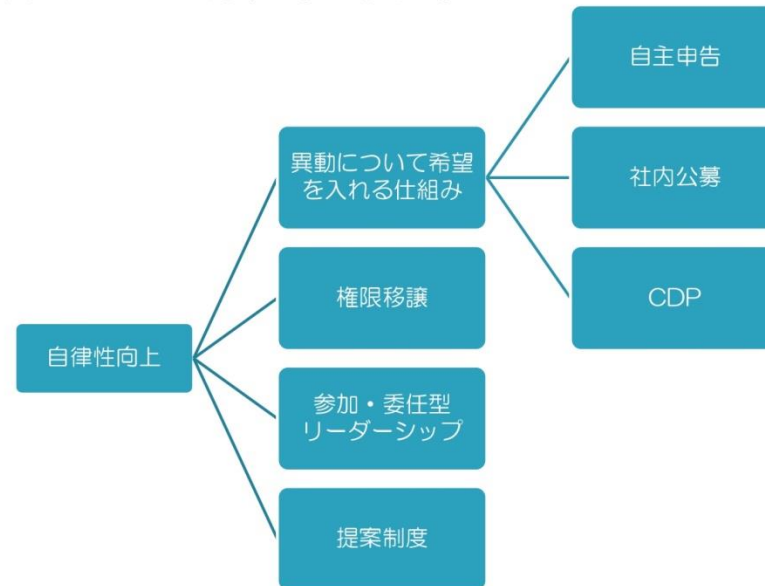 自律性向上
異動について希望
を入れる仕組み
権限移譲
参加・委任型
リーダーシップ
提案制度
自主申告
社内公募
CDP